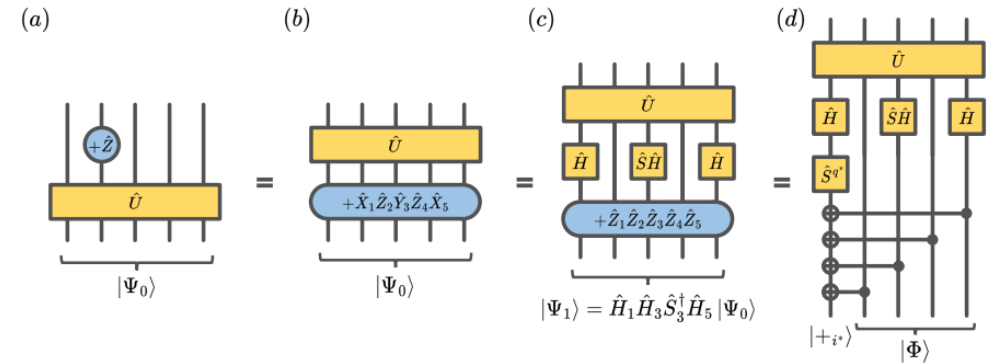 (a)
(b)
(c)
(d)
+Ẑ
Û
|Ψ₀⟩
=
Û
+X̂₁Ẑ₂Ŷ₃Ẑ₄X̂₅
|Ψ₀⟩
=
Û
Ĥ ŜĤ Ĥ
+Ẑ₁Ẑ₂Ẑ₃Ẑ₄Ẑ₅
|Ψ₁⟩ = Ĥ₁Ĥ₃Ŝ₃†Ĥ₅ |Ψ₀⟩
=
Û
Ĥ ŜĤ Ĥ
Ŝ^{q*}
|+_{i*}⟩ |Φ⟩